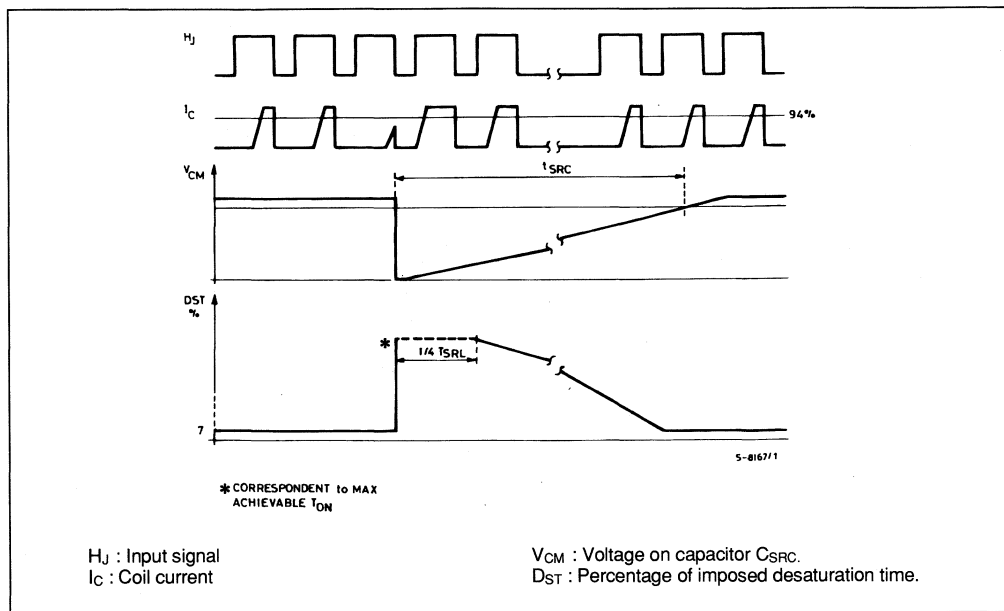 HJ
IC
94%
VCM
t SRC
DST
%
*
1/4 TSRL
7
5-8167/1
* CORRESPONDENT to MAX
ACHIEVABLE TON
HJ : Input signal
IC : Coil current
VCM : Voltage on capacitor CSRC.
DST : Percentage of imposed desaturation time.